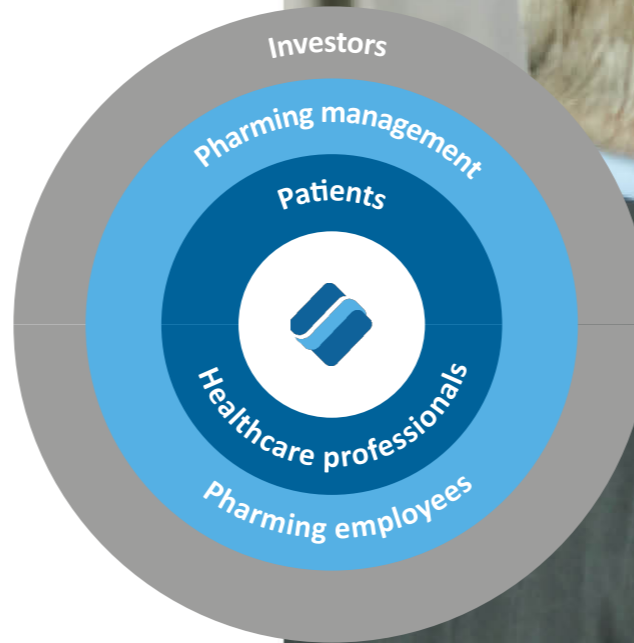 Investors
Pharming management
Patients
Healthcare professionals
Pharming employees